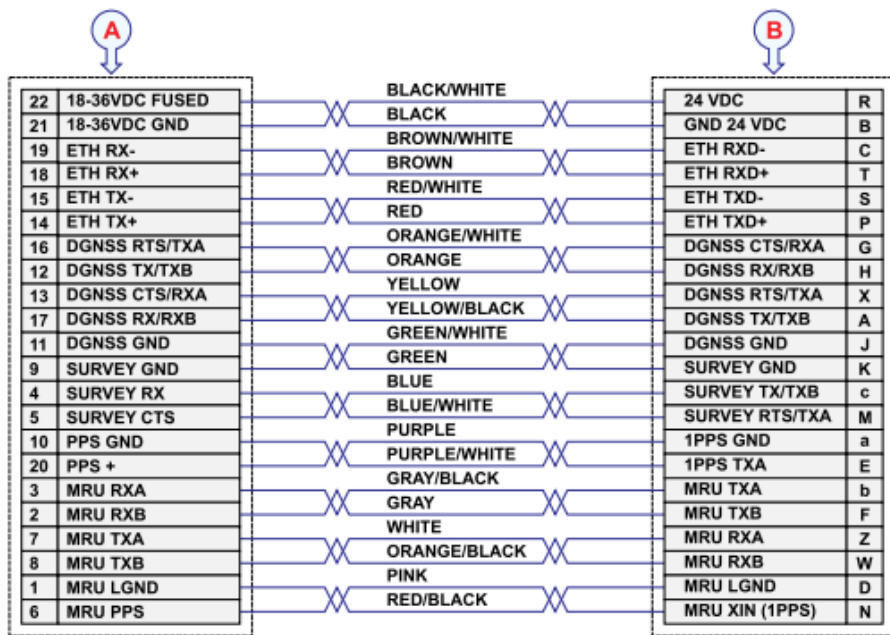 A B
BLACK/WHITE
22 18-36VDC FUSED 24 VDC R
BLACK
21 18-36VDC GND GND 24 VDC B
BROWN/WHITE
19 ETH RX- ETH RXD- C
BROWN
18 ETH RX+ ETH RXD+ T
RED/WHITE
15 ETH TX- ETH TXD- S
RED
14 ETH TX+ ETH TXD+ P
ORANGE/WHITE
16 DGNSS RTS/TXA DGNSS CTS/RXA G
ORANGE
12 DGNSS TX/TXB DGNSS RX/RXB H
YELLOW
13 DGNSS CTS/RXA DGNSS RTS/TXA X
YELLOW/BLACK
17 DGNSS RX/RXB DGNSS TX/TXB A
GREEN/WHITE
11 DGNSS GND DGNSS GND J
GREEN
9 SURVEY GND SURVEY GND K
BLUE
4 SURVEY RX SURVEY TX/TXB c
BLUE/WHITE
5 SURVEY CTS SURVEY RTS/TXA M
PURPLE
10 PPS GND 1PPS GND a
PURPLE/WHITE
20 PPS + 1PPS TXA E
GRAY/BLACK
3 MRU RXA MRU TXA b
GRAY
2 MRU RXB MRU TXB F
WHITE
7 MRU TXA MRU RXA Z
ORANGE/BLACK
8 MRU TXB MRU RXB W
PINK
1 MRU LGND MRU LGND D
RED/BLACK
6 MRU PPS MRU XIN (1PPS) N